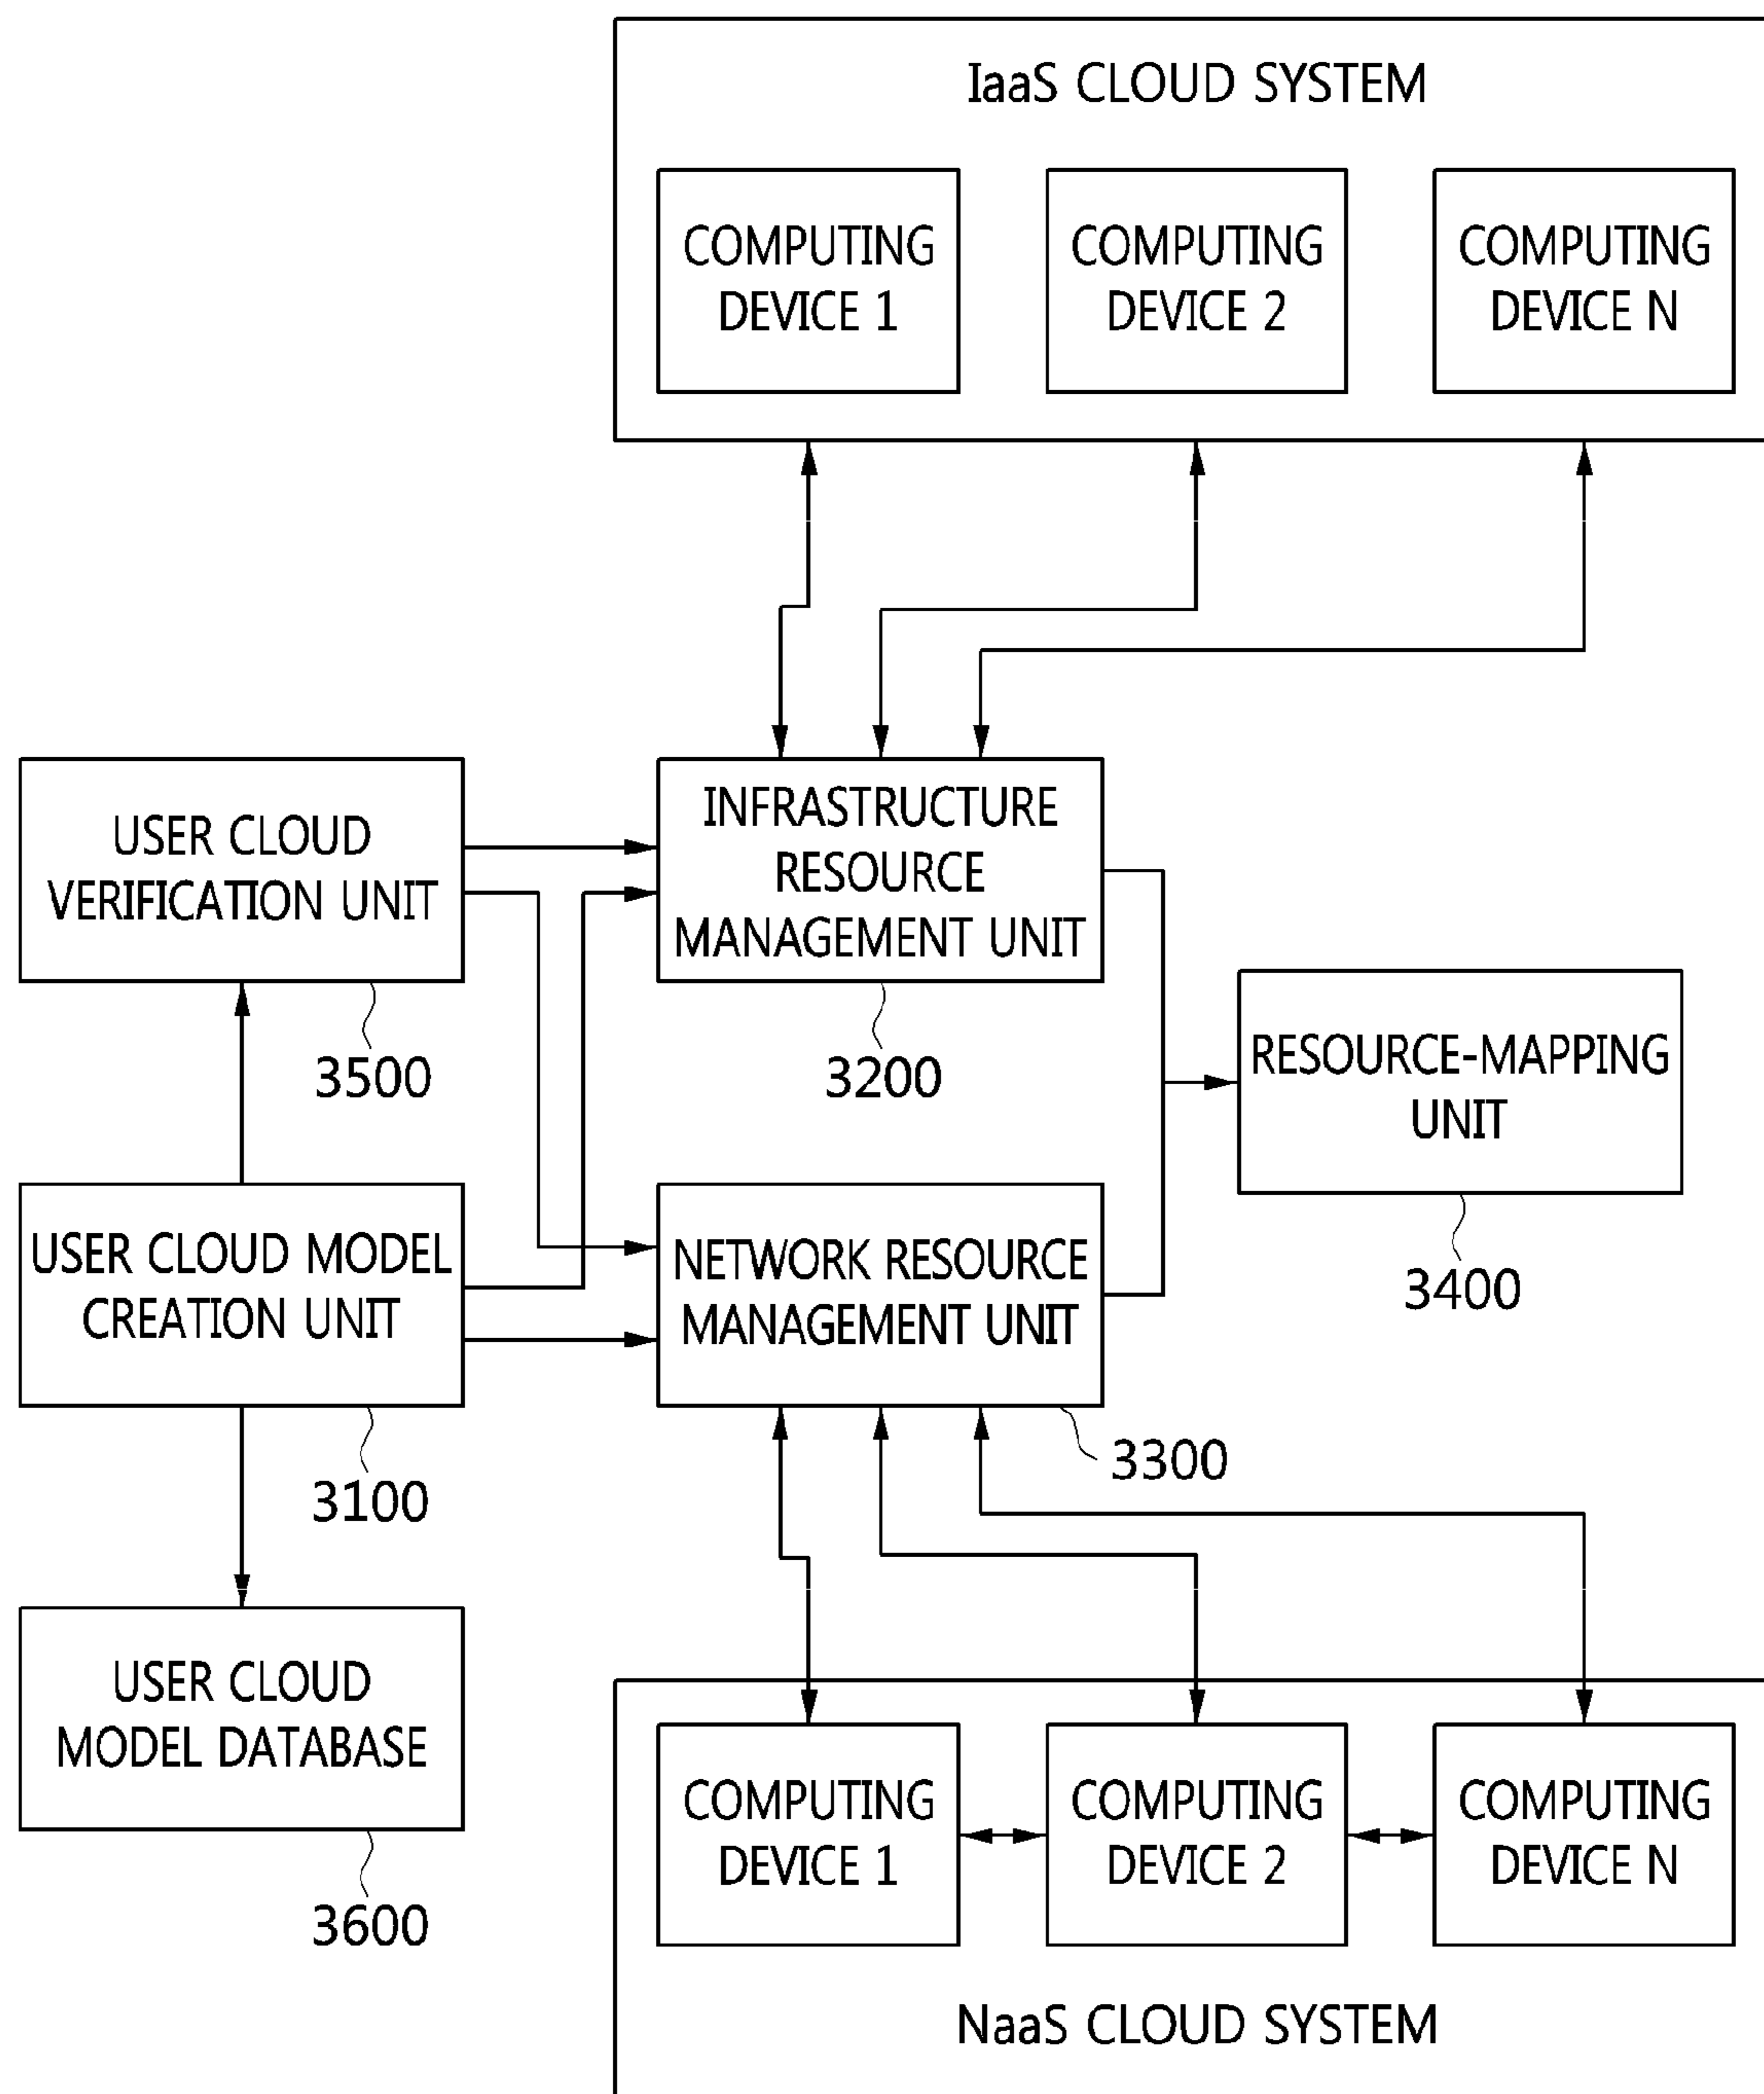 IaaS CLOUD SYSTEM
COMPUTING
DEVICE 1
COMPUTING
DEVICE 2
COMPUTING
DEVICE N
USER CLOUD
VERIFICATION UNIT
3500
INFRASTRUCTURE
RESOURCE
MANAGEMENT UNIT
3200
RESOURCE-MAPPING
UNIT
3400
USER CLOUD MODEL
CREATION UNIT
3100
NETWORK RESOURCE
MANAGEMENT UNIT
3300
USER CLOUD
MODEL DATABASE
3600
COMPUTING
DEVICE 1
COMPUTING
DEVICE 2
COMPUTING
DEVICE N
NaaS CLOUD SYSTEM